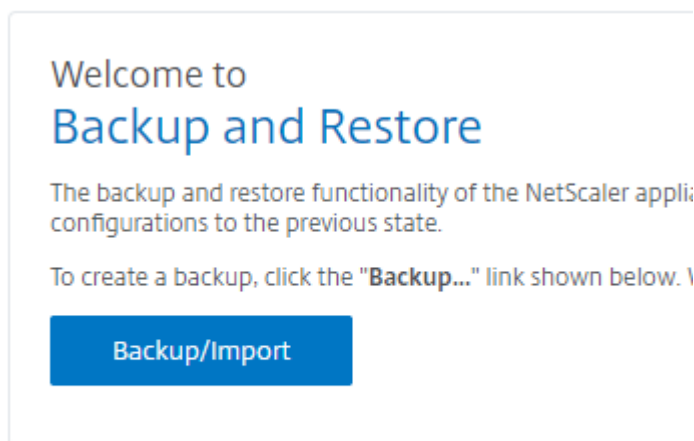 Welcome to
Backup and Restore
The backup and restore functionality of the NetScaler
configurations to the previous state.
To create a backup, click the "Backup..." link shown below.
Backup/Import